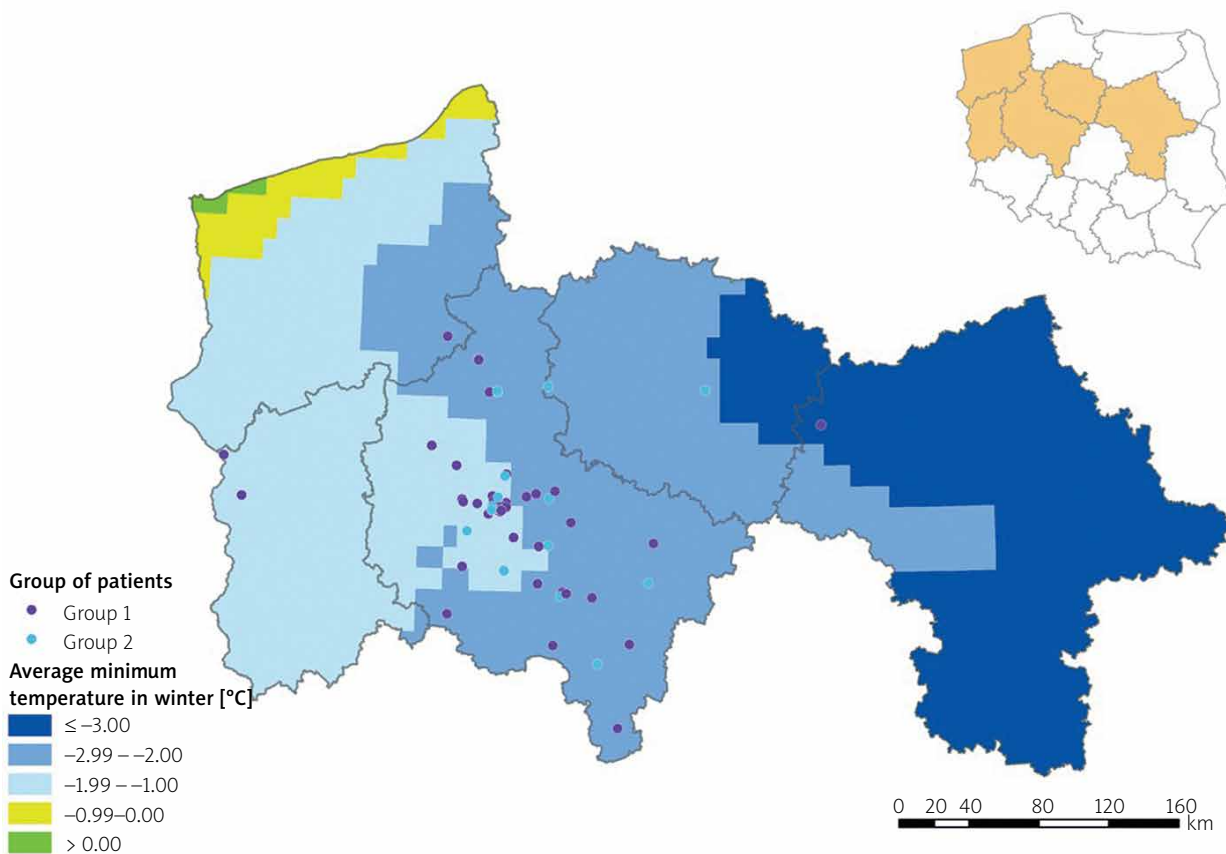 Group of patients
Group 1
Group 2
Average minimum
temperature in winter [°C]
≤ –3.00
–2.99 – –2.00
–1.99 – –1.00
–0.99–0.00
> 0.00
0 20 40 80 120 160
km